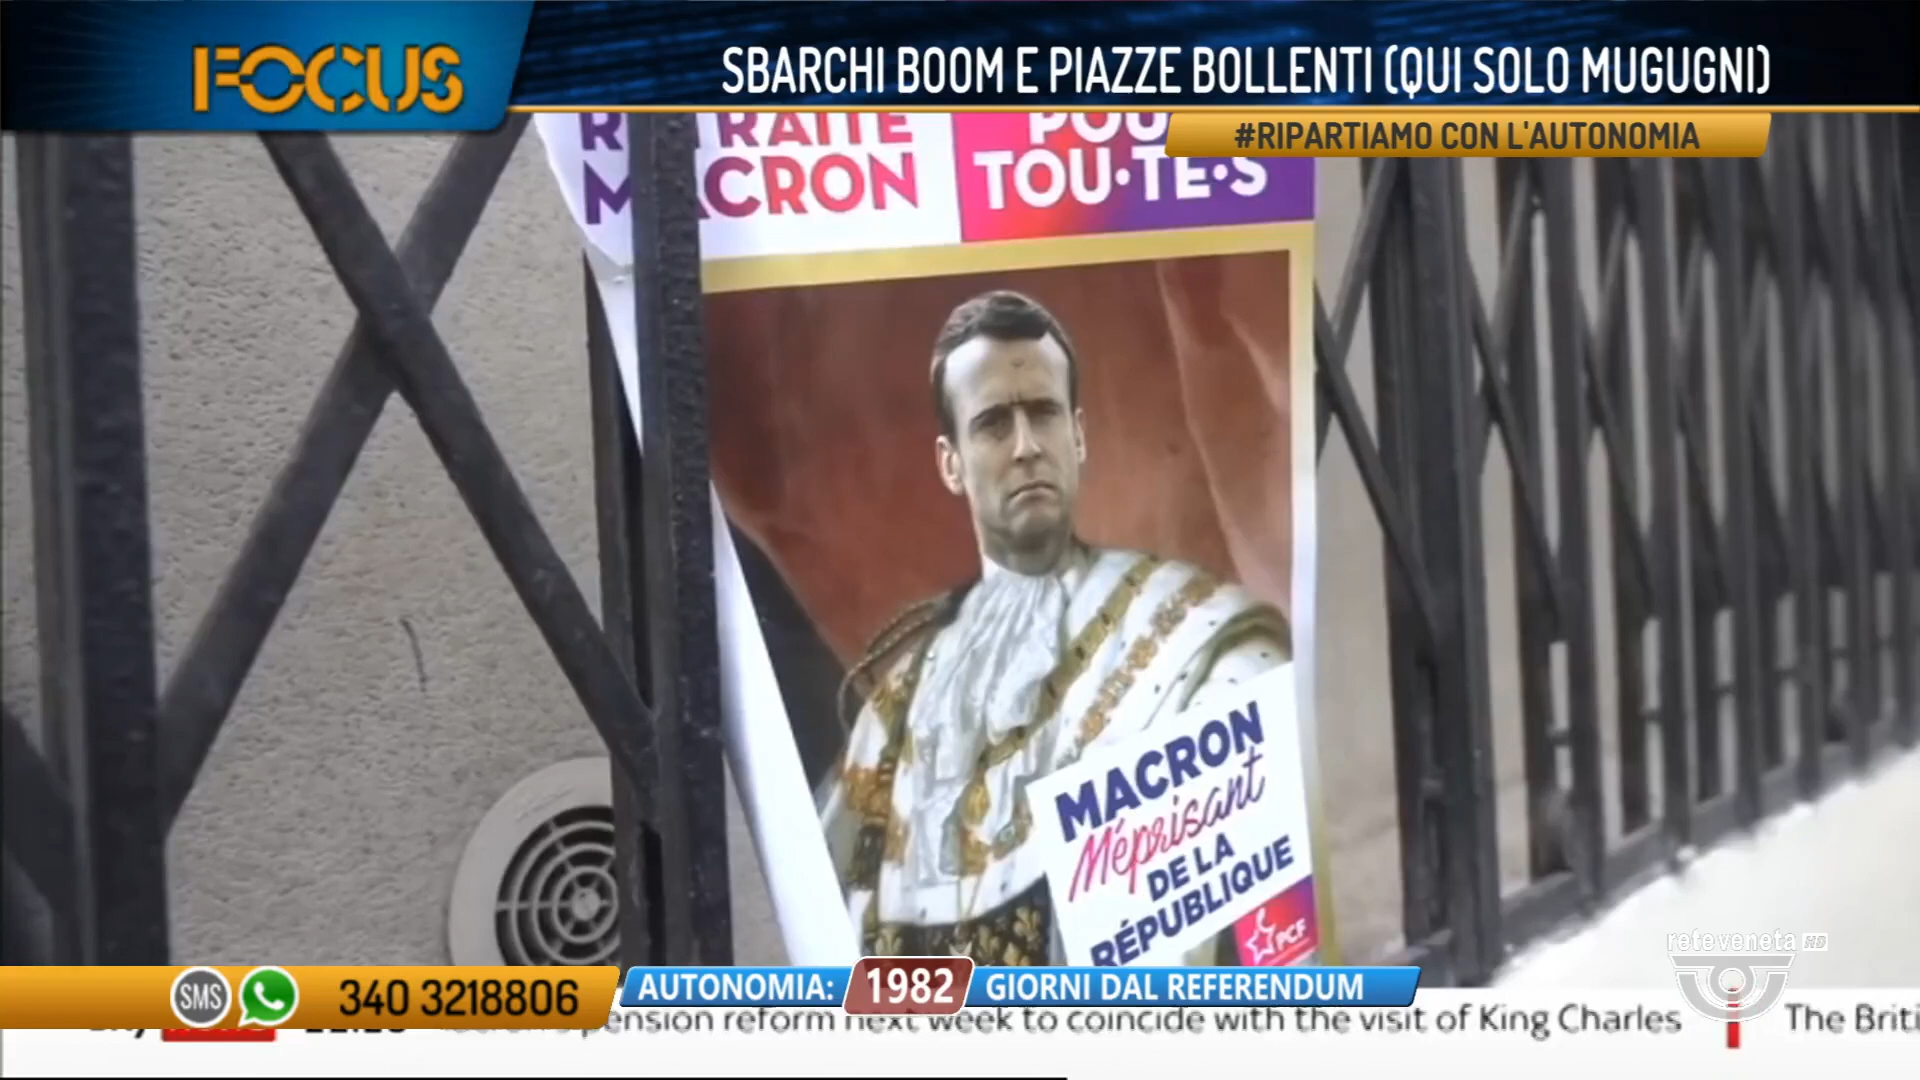 FOCUS
SBARCHI BOOM E PIAZZE BOLLENTI (QUI SOLO MUGUGNI)
#RIPARTIAMO CON L'AUTONOMIA
RETRAITE
MACRON
POU
TOU·TE·S
MACRON
Méprisant
DE LA
RÉPUBLIQUE
PCF
reteveneta HD
SMS
340 3218806
AUTONOMIA: 1982 GIORNI DAL REFERENDUM
pension reform next week to coincide with the visit of King Charles
The Briti